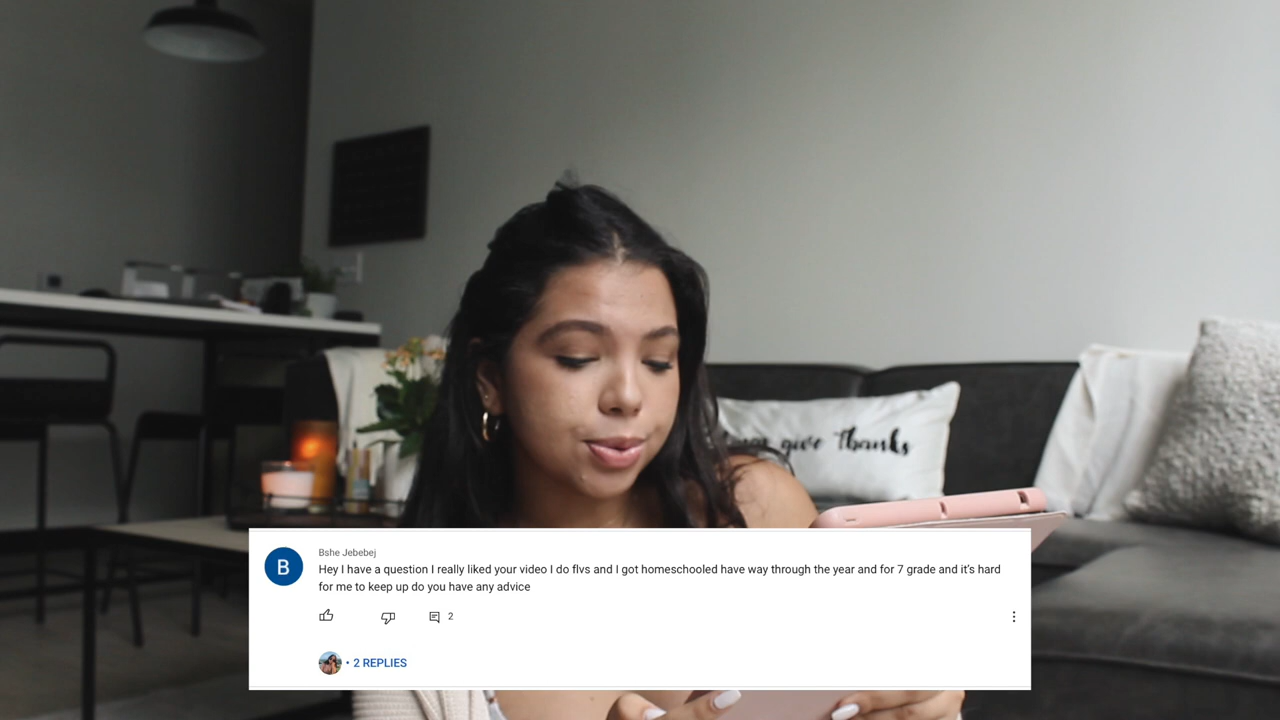 give thanks
B
Bshe Jebebej
Hey I have a question I really liked your video I do flvs and I got homeschooled have way through the year and for 7 grade and it's hard
for me to keep up do you have any advice
2
• 2 REPLIES